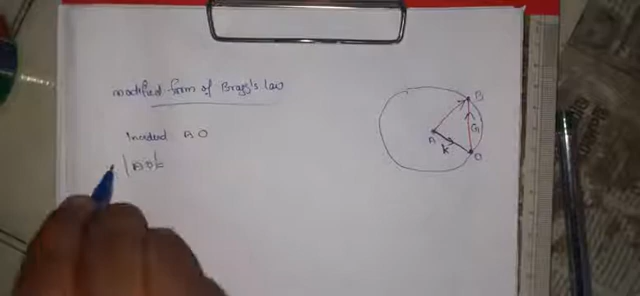 modified form of Bragg's law
Incident AO
|AO|=
B
G
A
K
O